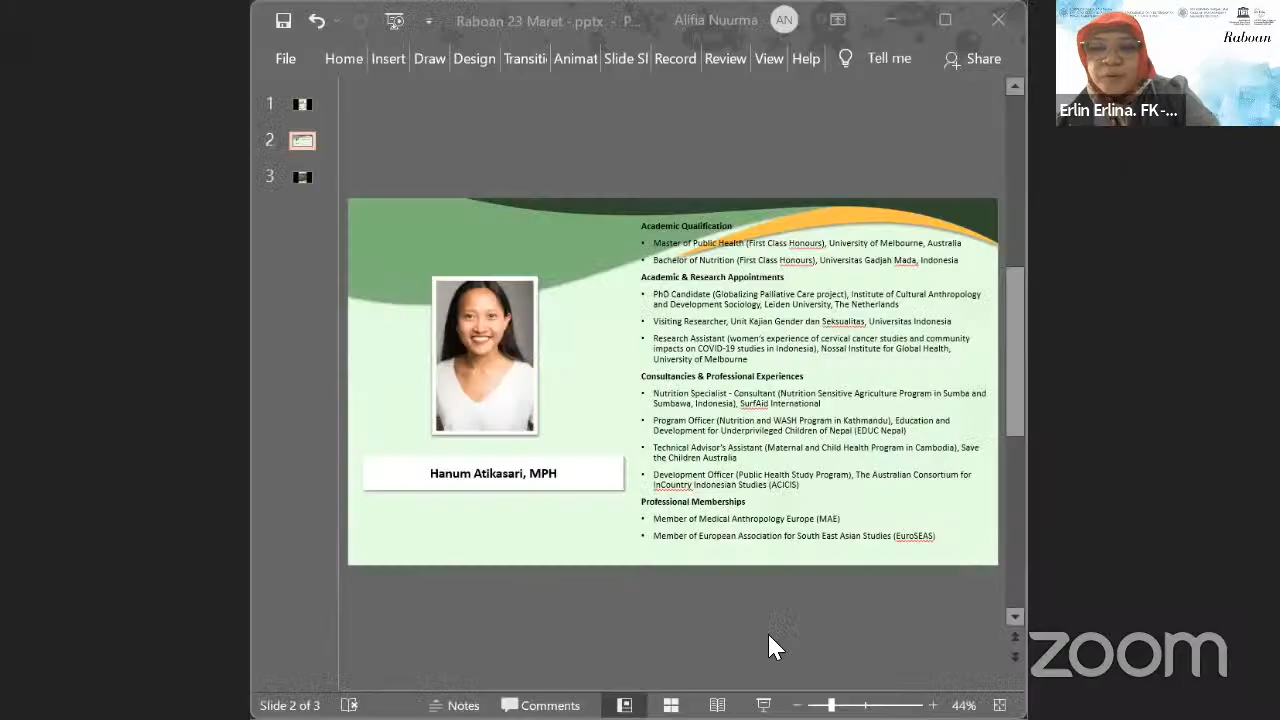 Raboan 23 Maret - pptx - P...
Alifia Nuurma
AN
File
Home
Insert
Draw
Design
Transiti
Animat
Slide Sl
Record
Review
View
Help
Tell me
Share
1
2
3
Academic Qualification
• Master of Public Health (First Class Honours), University of Melbourne, Australia
• Bachelor of Nutrition (First Class Honours), Universitas Gadjah Mada, Indonesia
Academic & Research Appointments
• PhD Candidate (Globalizing Palliative Care project), Institute of Cultural Anthropology
and Development Sociology, Leiden University, The Netherlands
• Visiting Researcher, Unit Kajian Gender dan Seksualitas, Universitas Indonesia
• Research Assistant (women's experience of cervical cancer studies and community
impacts on COVID-19 studies in Indonesia), Nossal Institute for Global Health,
University of Melbourne
Consultancies & Professional Experiences
• Nutrition Specialist - Consultant (Nutrition Sensitive Agriculture Program in Sumba and
Sumbawa, Indonesia), SurfAid International
• Program Officer (Nutrition and WASH Program in Kathmandu), Education and
Development for Underprivileged Children of Nepal (EDUC Nepal)
• Technical Advisor's Assistant (Maternal and Child Health Program in Cambodia), Save
the Children Australia
• Development Officer (Public Health Study Program), The Australian Consortium for
InCountry Indonesian Studies (ACICIS)
Professional Memberships
• Member of Medical Anthropology Europe (MAE)
• Member of European Association for South East Asian Studies (EuroSEAS)
Hanum Atikasari, MPH
Slide 2 of 3
Notes
Comments
44%
Raboan
Erlin Erlina. FK-...
zoom